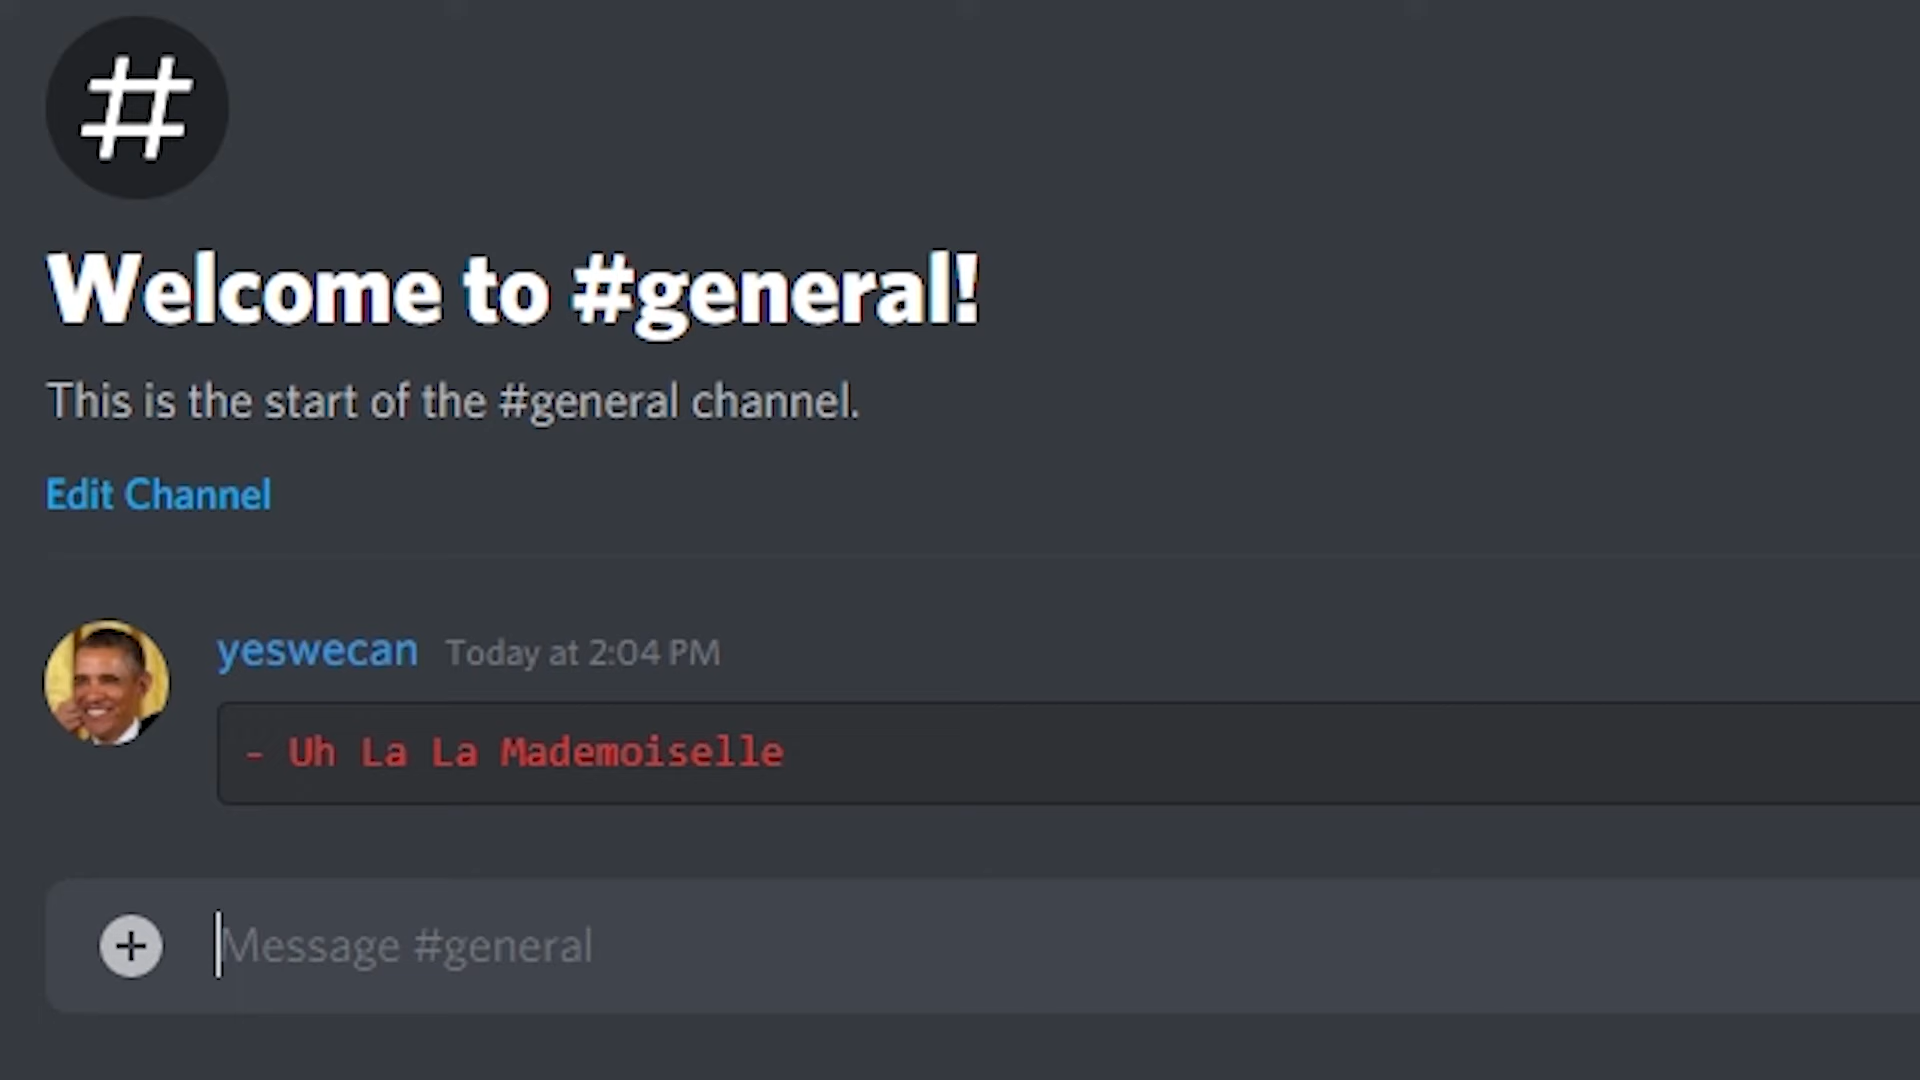 #
Welcome to #general!
This is the start of the #general channel.
Edit Channel
yeswecan Today at 2:04 PM
- Uh La La Mademoiselle
Message #general